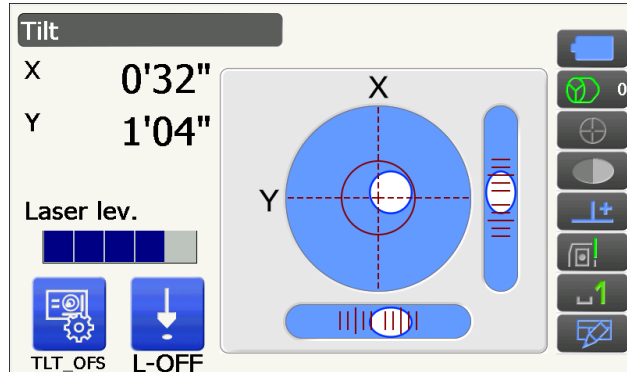 Tilt
X 0'32"
Y 1'04"
X
Y
0
Laser lev.
1
TLT_OFS
L-OFF